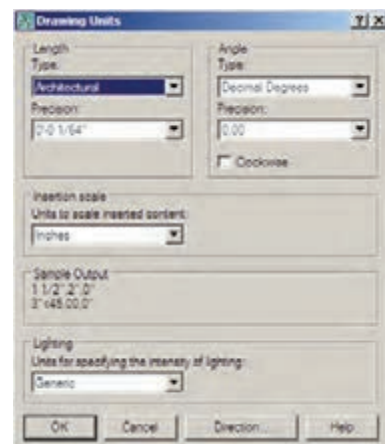 Drawing Units
Length
Type:
Architectural
Precision:
0'-0 1/64"
Angle
Type:
Decimal Degrees
Precision:
0.00
Clockwise
Insertion scale
Units to scale inserted content:
Inches
Sample Output
1 1/2",2",0"
3"<45.00,0"
Lighting
Units for specifying the intensity of lighting:
Generic
OK
Cancel
Direction...
Help